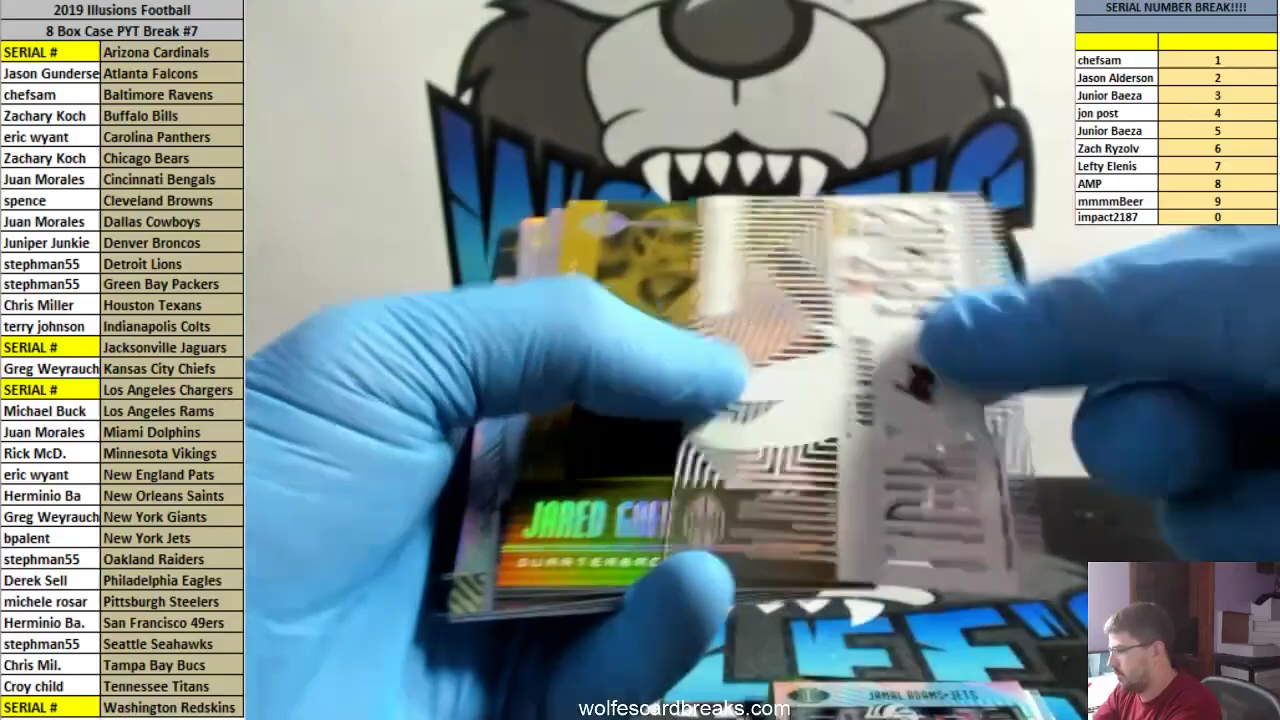 2019 Illusions Football
8 Box Case PYT Break #7
SERIAL # Arizona Cardinals
Jason Gunderse Atlanta Falcons
chefsam Baltimore Ravens
Zachary Koch Buffalo Bills
eric wyant Carolina Panthers
Zachary Koch Chicago Bears
Juan Morales Cincinnati Bengals
spence Cleveland Browns
Juan Morales Dallas Cowboys
Juniper Junkie Denver Broncos
stephman55 Detroit Lions
stephman55 Green Bay Packers
Chris Miller Houston Texans
terry johnson Indianapolis Colts
SERIAL # Jacksonville Jaguars
Greg Weyrauch Kansas City Chiefs
SERIAL # Los Angeles Chargers
Michael Buck Los Angeles Rams
Juan Morales Miami Dolphins
Rick McD. Minnesota Vikings
eric wyant New England Pats
Herminio Ba New Orleans Saints
Greg Weyrauch New York Giants
bpalent New York Jets
stephman55 Oakland Raiders
Derek Sell Philadelphia Eagles
michele rosar Pittsburgh Steelers
Herminio Ba. San Francisco 49ers
stephman55 Seattle Seahawks
Chris Mil. Tampa Bay Bucs
Croy child Tennessee Titans
SERIAL # Washington Redskins
SERIAL NUMBER BREAK!!!!
chefsam 1
Jason Alderson 2
Junior Baeza 3
jon post 4
Junior Baeza 5
Zach Ryzolv 6
Lefty Elenis 7
AMP 8
mmmmBeer 9
impact2187 0
JARED
JAMAL ADAMS•JETS
wolfescardbreaks.com